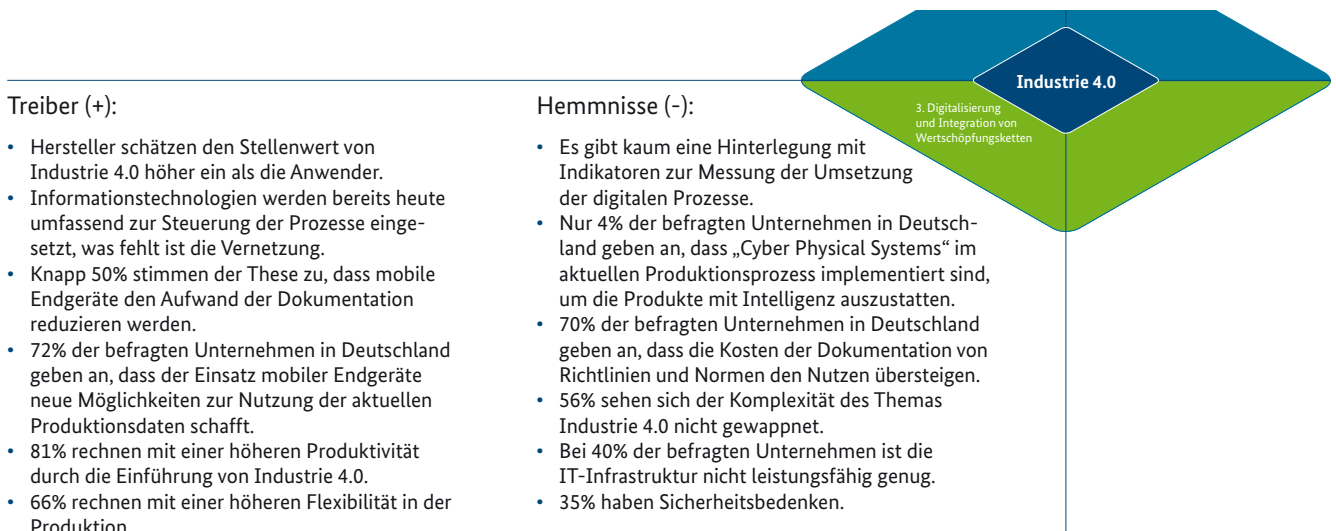 Industrie 4.0
3. Digitalisierung
und Integration von
Wertschöpfungsketten
Treiber (+):
• Hersteller schätzen den Stellenwert von
Industrie 4.0 höher ein als die Anwender.
• Informationstechnologien werden bereits heute
umfassend zur Steuerung der Prozesse einge-
setzt, was fehlt ist die Vernetzung.
• Knapp 50% stimmen der These zu, dass mobile
Endgeräte den Aufwand der Dokumentation
reduzieren werden.
• 72% der befragten Unternehmen in Deutschland
geben an, dass der Einsatz mobiler Endgeräte
neue Möglichkeiten zur Nutzung der aktuellen
Produktionsdaten schafft.
• 81% rechnen mit einer höheren Produktivität
durch die Einführung von Industrie 4.0.
• 66% rechnen mit einer höheren Flexibilität in der
Produktion.
Hemmnisse (-):
• Es gibt kaum eine Hinterlegung mit
Indikatoren zur Messung der Umsetzung
der digitalen Prozesse.
• Nur 4% der befragten Unternehmen in Deutsch-
land geben an, dass „Cyber Physical Systems“ im
aktuellen Produktionsprozess implementiert sind,
um die Produkte mit Intelligenz auszustatten.
• 70% der befragten Unternehmen in Deutschland
geben an, dass die Kosten der Dokumentation von
Richtlinien und Normen den Nutzen übersteigen.
• 56% sehen sich der Komplexität des Themas
Industrie 4.0 nicht gewappnet.
• Bei 40% der befragten Unternehmen ist die
IT-Infrastruktur nicht leistungsfähig genug.
• 35% haben Sicherheitsbedenken.